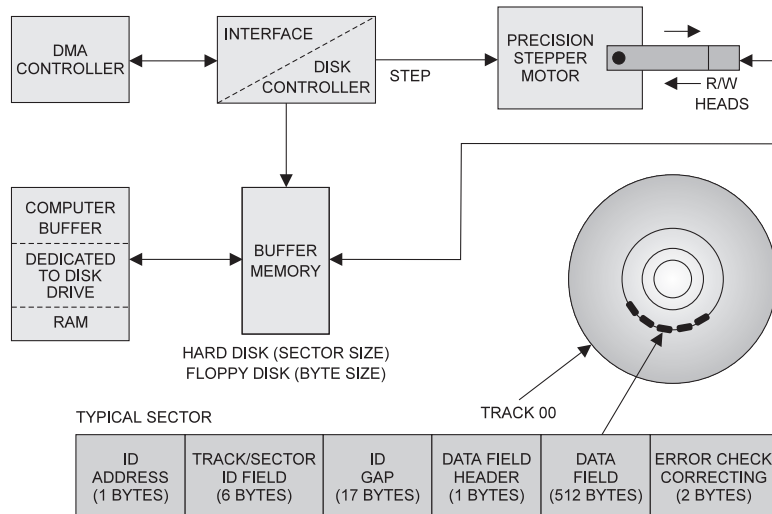 DMA
CONTROLLER
INTERFACE
DISK
CONTROLLER
STEP
PRECISION
STEPPER
MOTOR
R/W
HEADS
COMPUTER
BUFFER
DEDICATED
TO DISK
DRIVE
RAM
BUFFER
MEMORY
HARD DISK (SECTOR SIZE)
FLOPPY DISK (BYTE SIZE)
TRACK 00
TYPICAL SECTOR
ID
ADDRESS
(1 BYTES)
TRACK/SECTOR
ID FIELD
(6 BYTES)
ID
GAP
(17 BYTES)
DATA FIELD
HEADER
(1 BYTES)
DATA
FIELD
(512 BYTES)
ERROR CHECK
CORRECTING
(2 BYTES)